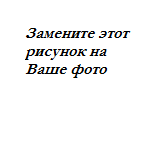 Замените этот
рисунок на
Ваше фото